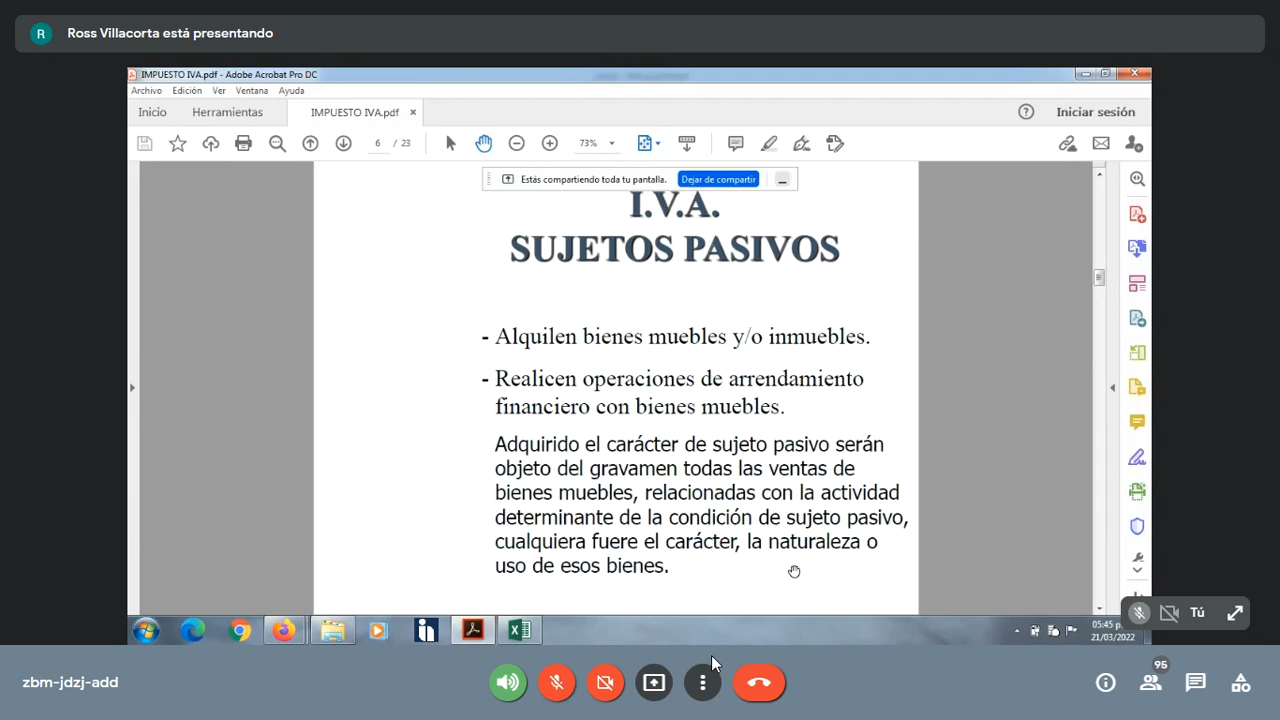 R Ross Villacorta está presentando
IMPUESTO IVA.pdf - Adobe Acrobat Pro DC
Archivo Edición Ver Ventana Ayuda
Inicio Herramientas IMPUESTO IVA.pdf × Iniciar sesión
6 / 23 73%
Estás compartiendo toda tu pantalla. Dejar de compartir
I.V.A.
SUJETOS PASIVOS
- Alquilen bienes muebles y/o inmuebles.
- Realicen operaciones de arrendamiento
financiero con bienes muebles.
Adquirido el carácter de sujeto pasivo serán
objeto del gravamen todas las ventas de
bienes muebles, relacionadas con la actividad
determinante de la condición de sujeto pasivo,
cualquiera fuere el carácter, la naturaleza o
uso de esos bienes.
Tú
05:45 p
21/03/2022
zbm-jdzj-add
95